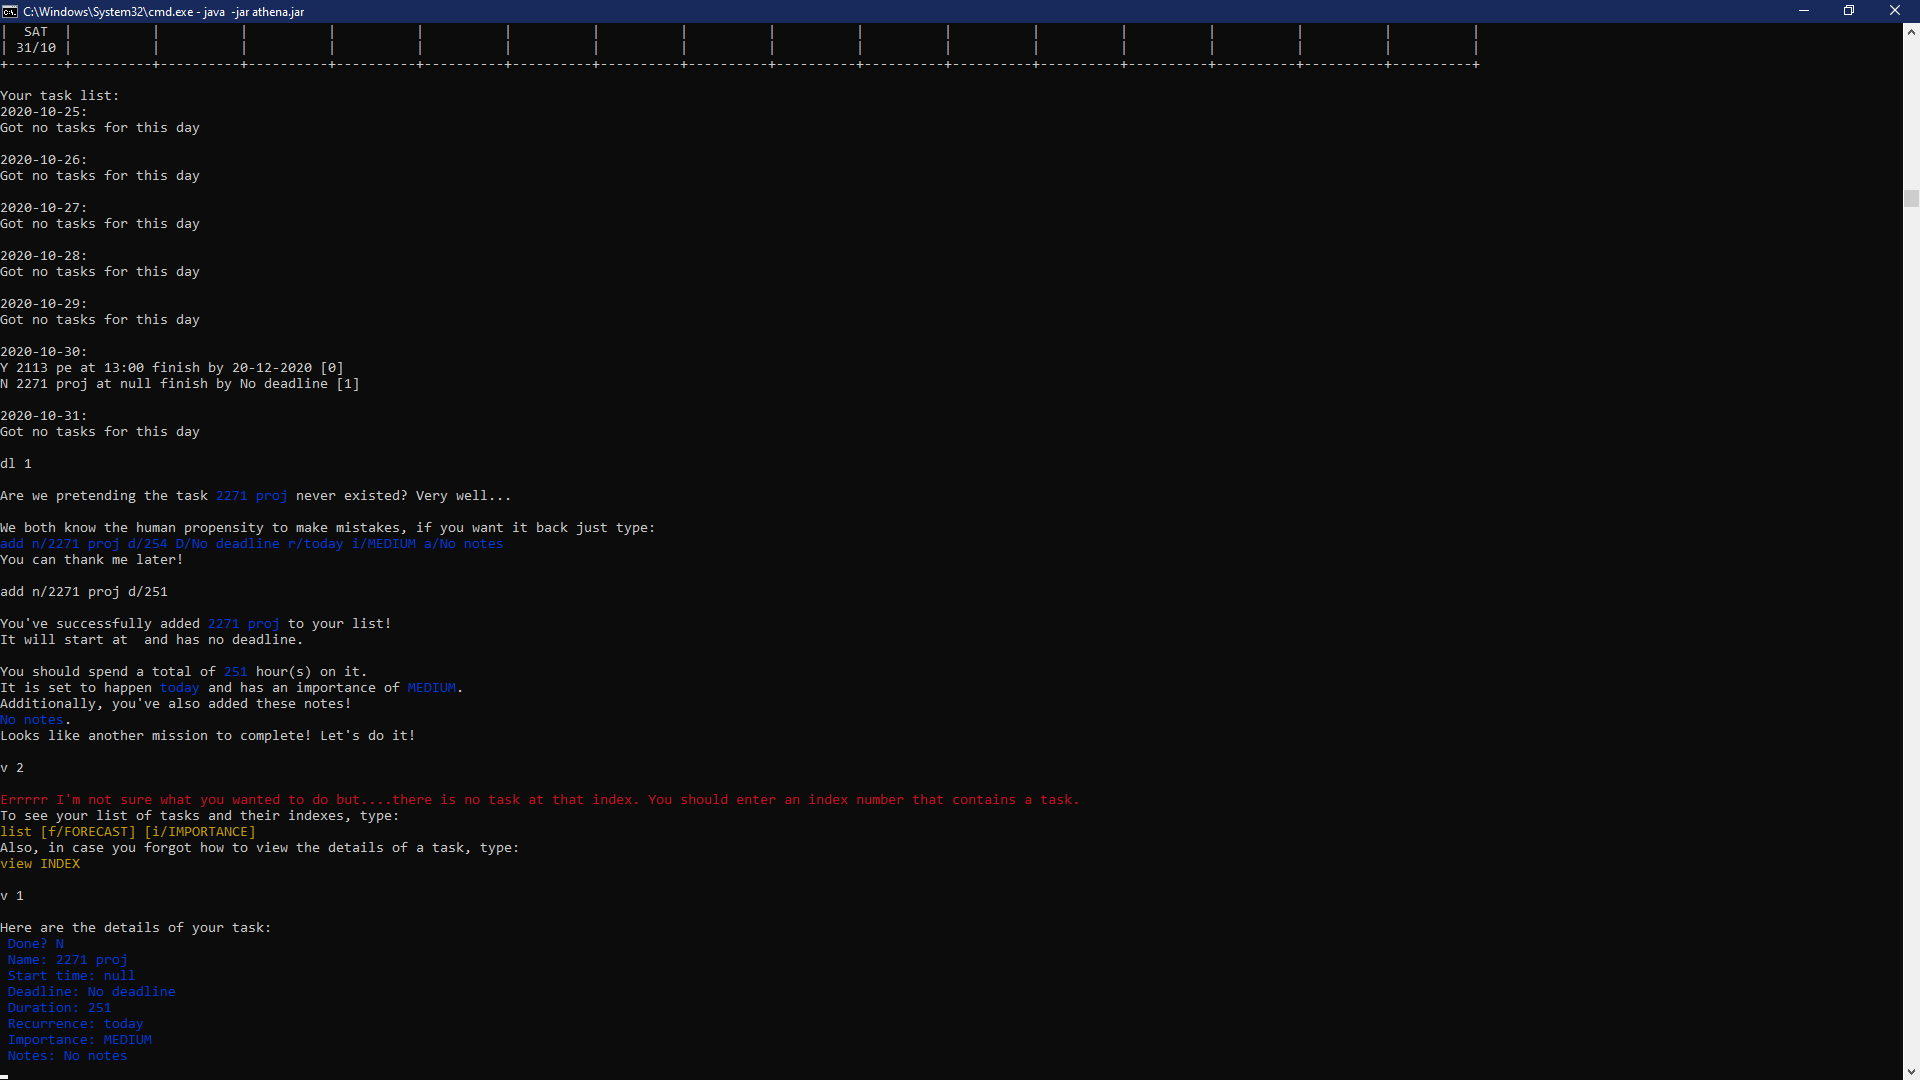 C:\Windows\System32\cmd.exe - java  -jar athena.jar
|  SAT  |          |          |          |          |          |          |          |          |          |          |          |          |          |          |          |          |
| 31/10 |          |          |          |          |          |          |          |          |          |          |          |          |          |          |          |          |
+-------+----------+----------+----------+----------+----------+----------+----------+----------+----------+----------+----------+----------+----------+----------+----------+----------+
Your task list:
2020-10-25:
Got no tasks for this day
2020-10-26:
Got no tasks for this day
2020-10-27:
Got no tasks for this day
2020-10-28:
Got no tasks for this day
2020-10-29:
Got no tasks for this day
2020-10-30:
Y 2113 pe at 13:00 finish by 20-12-2020 [0]
N 2271 proj at null finish by No deadline [1]
2020-10-31:
Got no tasks for this day
dl 1
Are we pretending the task 2271 proj never existed? Very well...
We both know the human propensity to make mistakes, if you want it back just type:
add n/2271 proj d/254 D/No deadline r/today i/MEDIUM a/No notes
You can thank me later!
add n/2271 proj d/251
You've successfully added 2271 proj to your list!
It will start at  and has no deadline.
You should spend a total of 251 hour(s) on it.
It is set to happen today and has an importance of MEDIUM.
Additionally, you've also added these notes!
No notes.
Looks like another mission to complete! Let's do it!
v 2
Errrrr I'm not sure what you wanted to do but....there is no task at that index. You should enter an index number that contains a task.
To see your list of tasks and their indexes, type:
list [f/FORECAST] [i/IMPORTANCE]
Also, in case you forgot how to view the details of a task, type:
view INDEX
v 1
Here are the details of your task:
Done? N
Name: 2271 proj
Start time: null
Deadline: No deadline
Duration: 251
Recurrence: today
Importance: MEDIUM
Notes: No notes